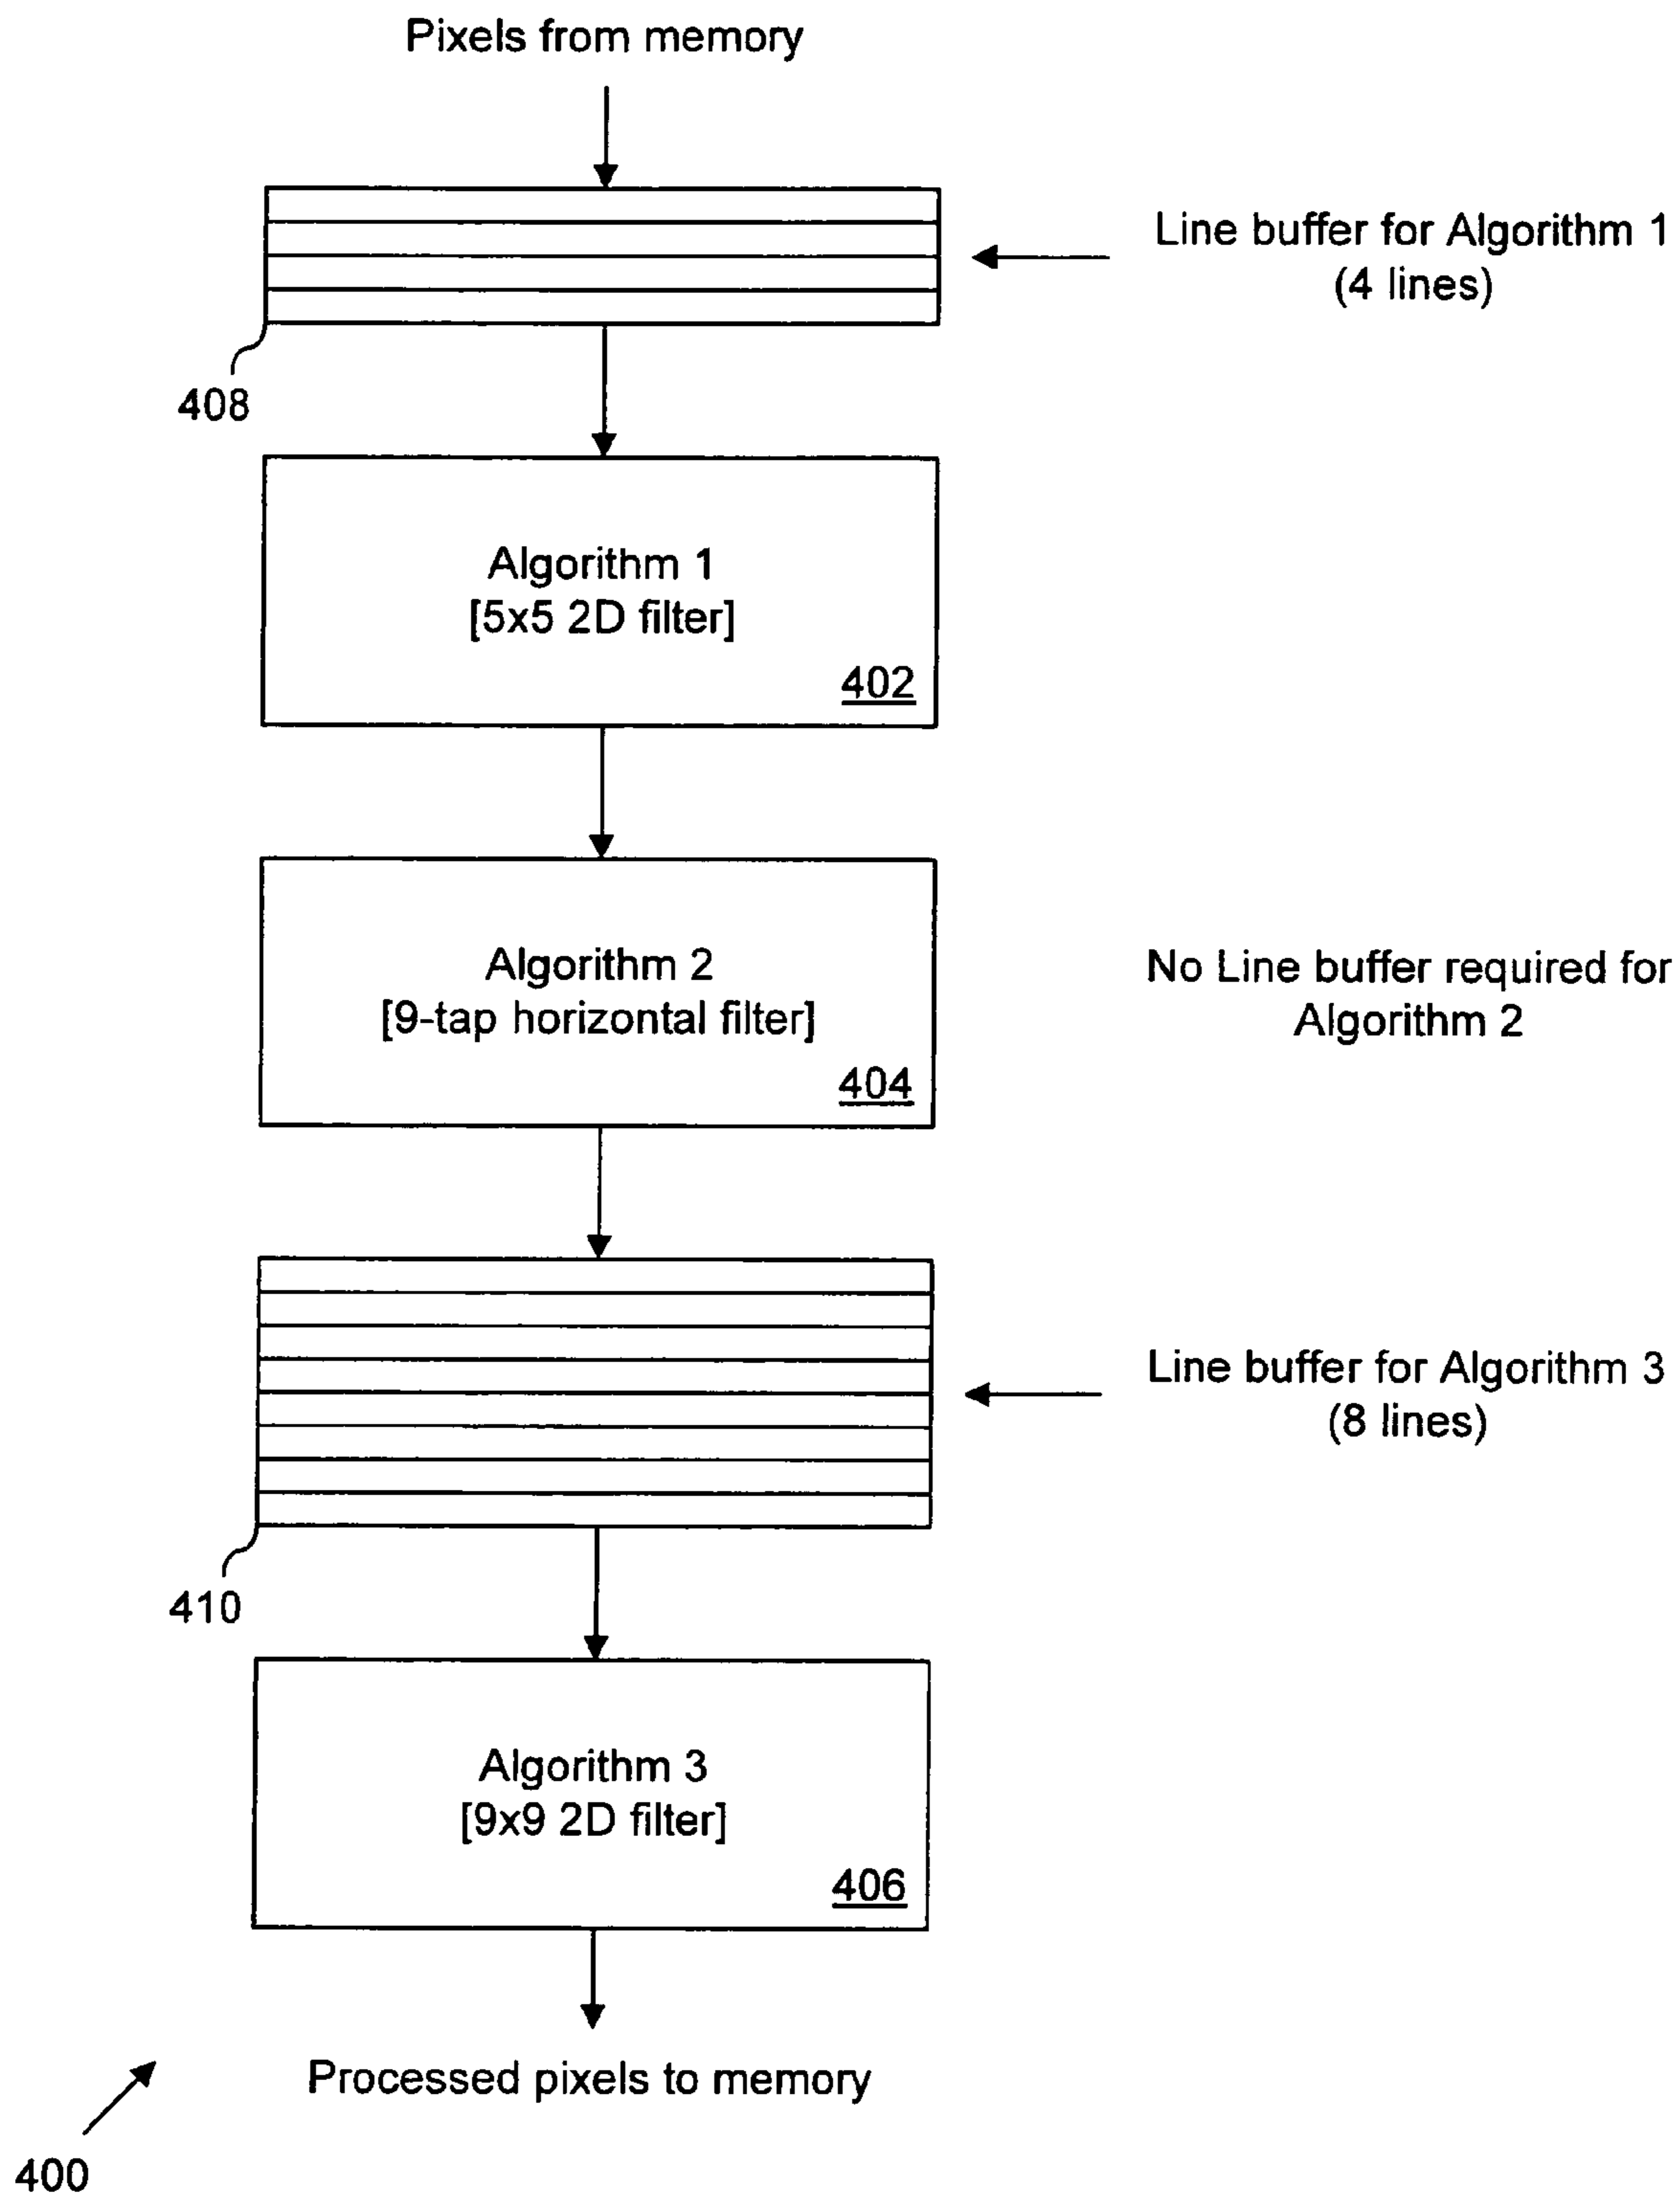 Pixels from memory
Line buffer for Algorithm 1
(4 lines)
408
Algorithm 1
[5x5 2D filter]
402
Algorithm 2
[9-tap horizontal filter]
404
No Line buffer required for
Algorithm 2
Line buffer for Algorithm 3
(8 lines)
410
Algorithm 3
[9x9 2D filter]
406
Processed pixels to memory
400